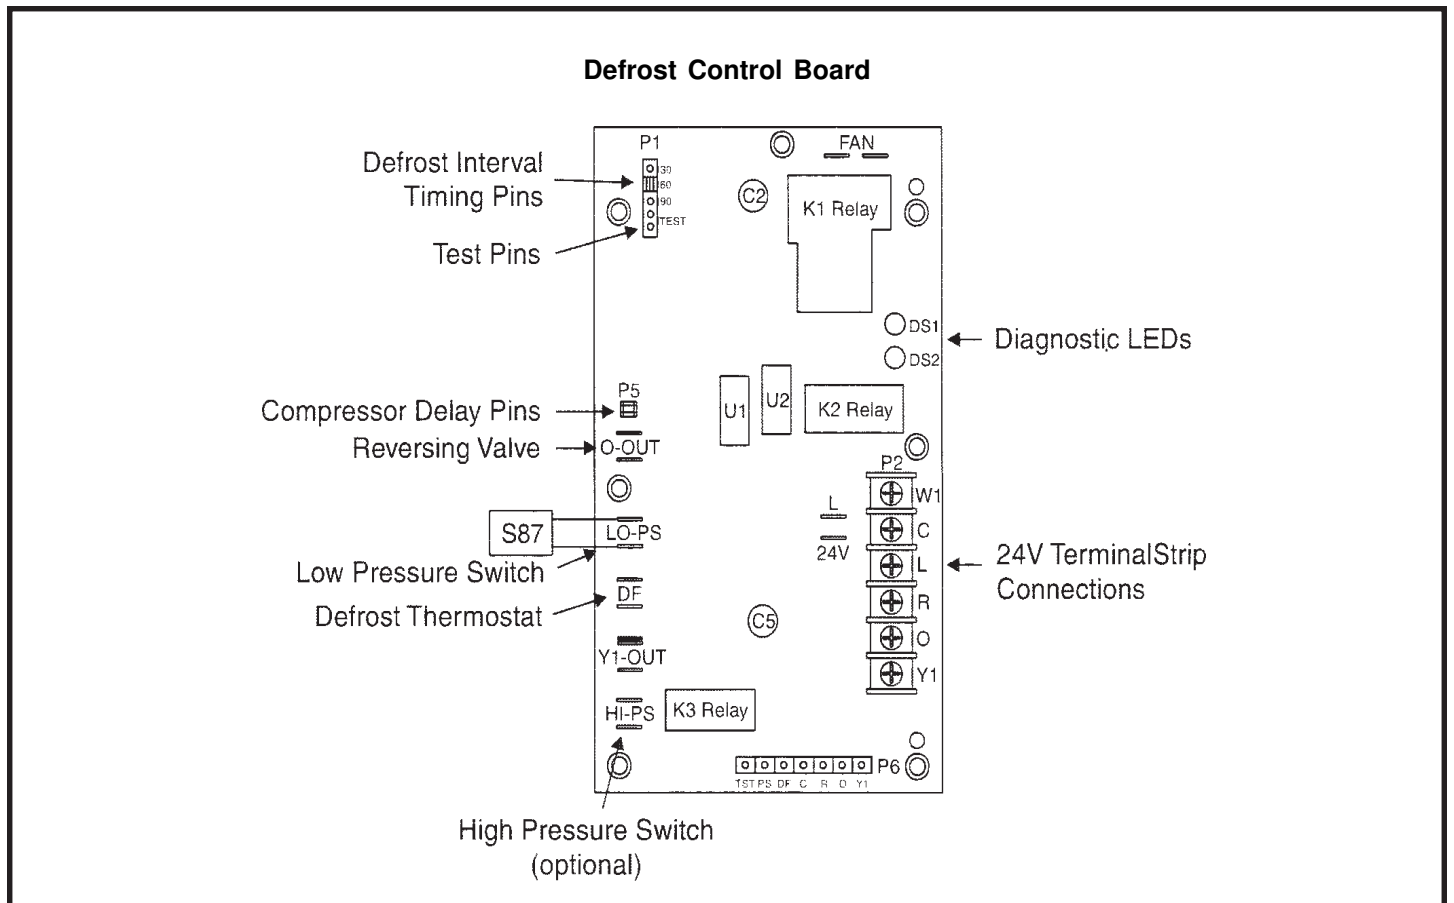 Defrost Control Board
P1
FAN
Defrost Interval
Timing Pins
30
60
90
TEST
Test Pins
C2
K1 Relay
DS1
DS2
Diagnostic LEDs
P5
Compressor Delay Pins
Reversing Valve
O-OUT
U1
U2
K2 Relay
P2
W1
C
L
R
O
Y1
L
24V
24V TerminalStrip
Connections
S87
LO-PS
Low Pressure Switch
DF
Defrost Thermostat
C5
Y1-OUT
HI-PS
K3 Relay
P6
TST PS DF C R O Y1
High Pressure Switch
(optional)